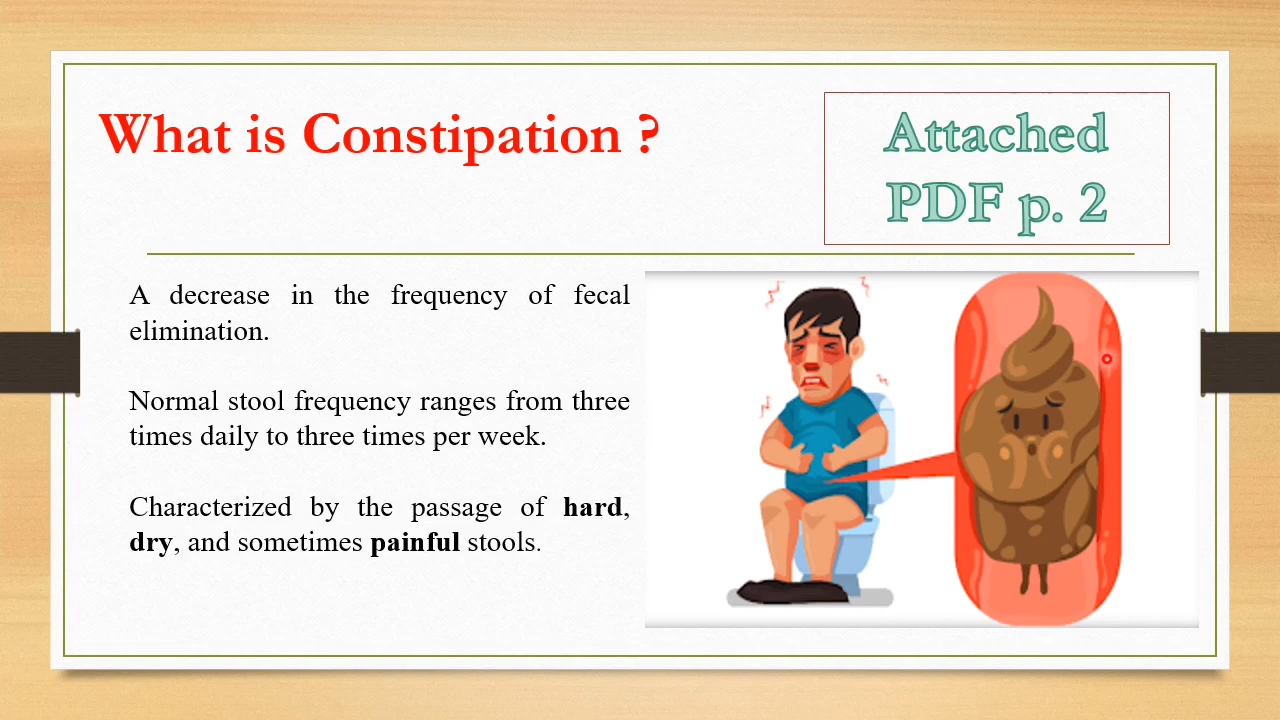 What is Constipation ?
Attached
PDF p. 2
A decrease in the frequency of fecal
elimination.
Normal stool frequency ranges from three
times daily to three times per week.
Characterized by the passage of hard,
dry, and sometimes painful stools.